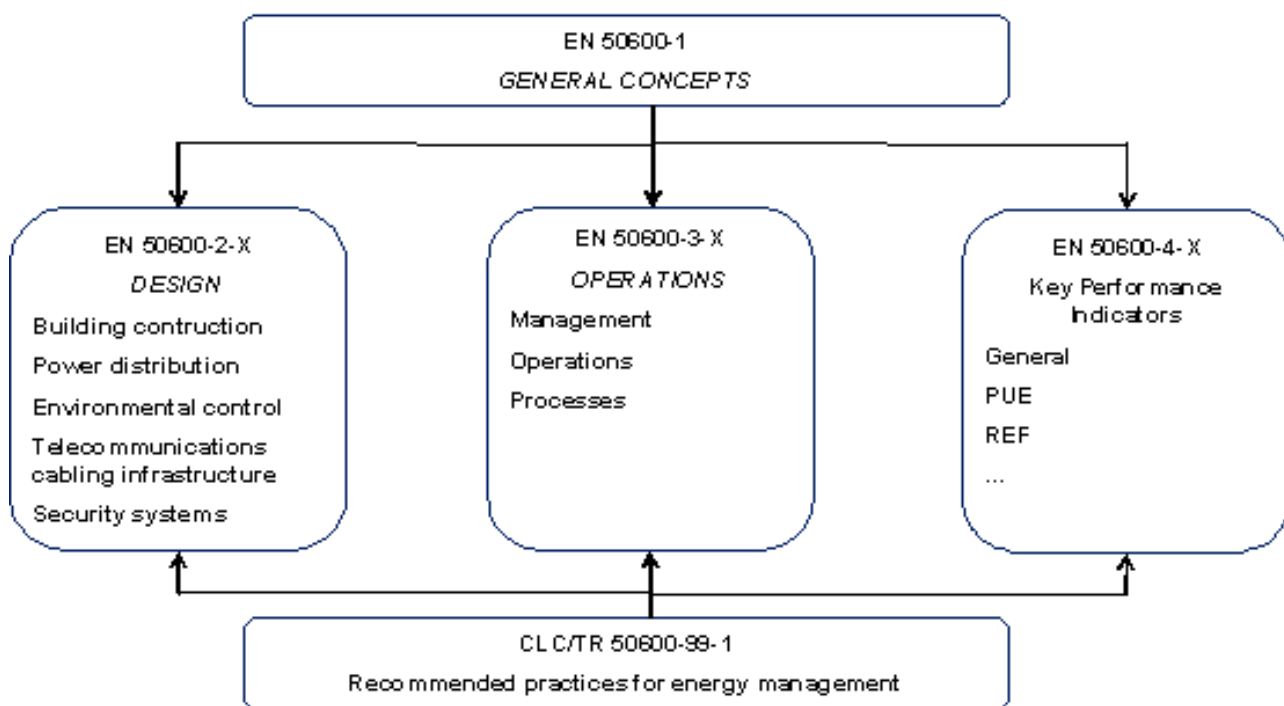 EN 50600-1
GENERAL CONCEPTS
EN 50600-2-X
DESIGN
Building contruction
Power distribution
Environmental control
Telecommunications
cabling infrastructure
Security systems
EN 50600-3-X
OPERATIONS
Management
Operations
Processes
EN 50600-4-X
Key Performance
Indicators
General
PUE
REF
...
CLC/TR 50600-99-1
Recommended practices for energy management